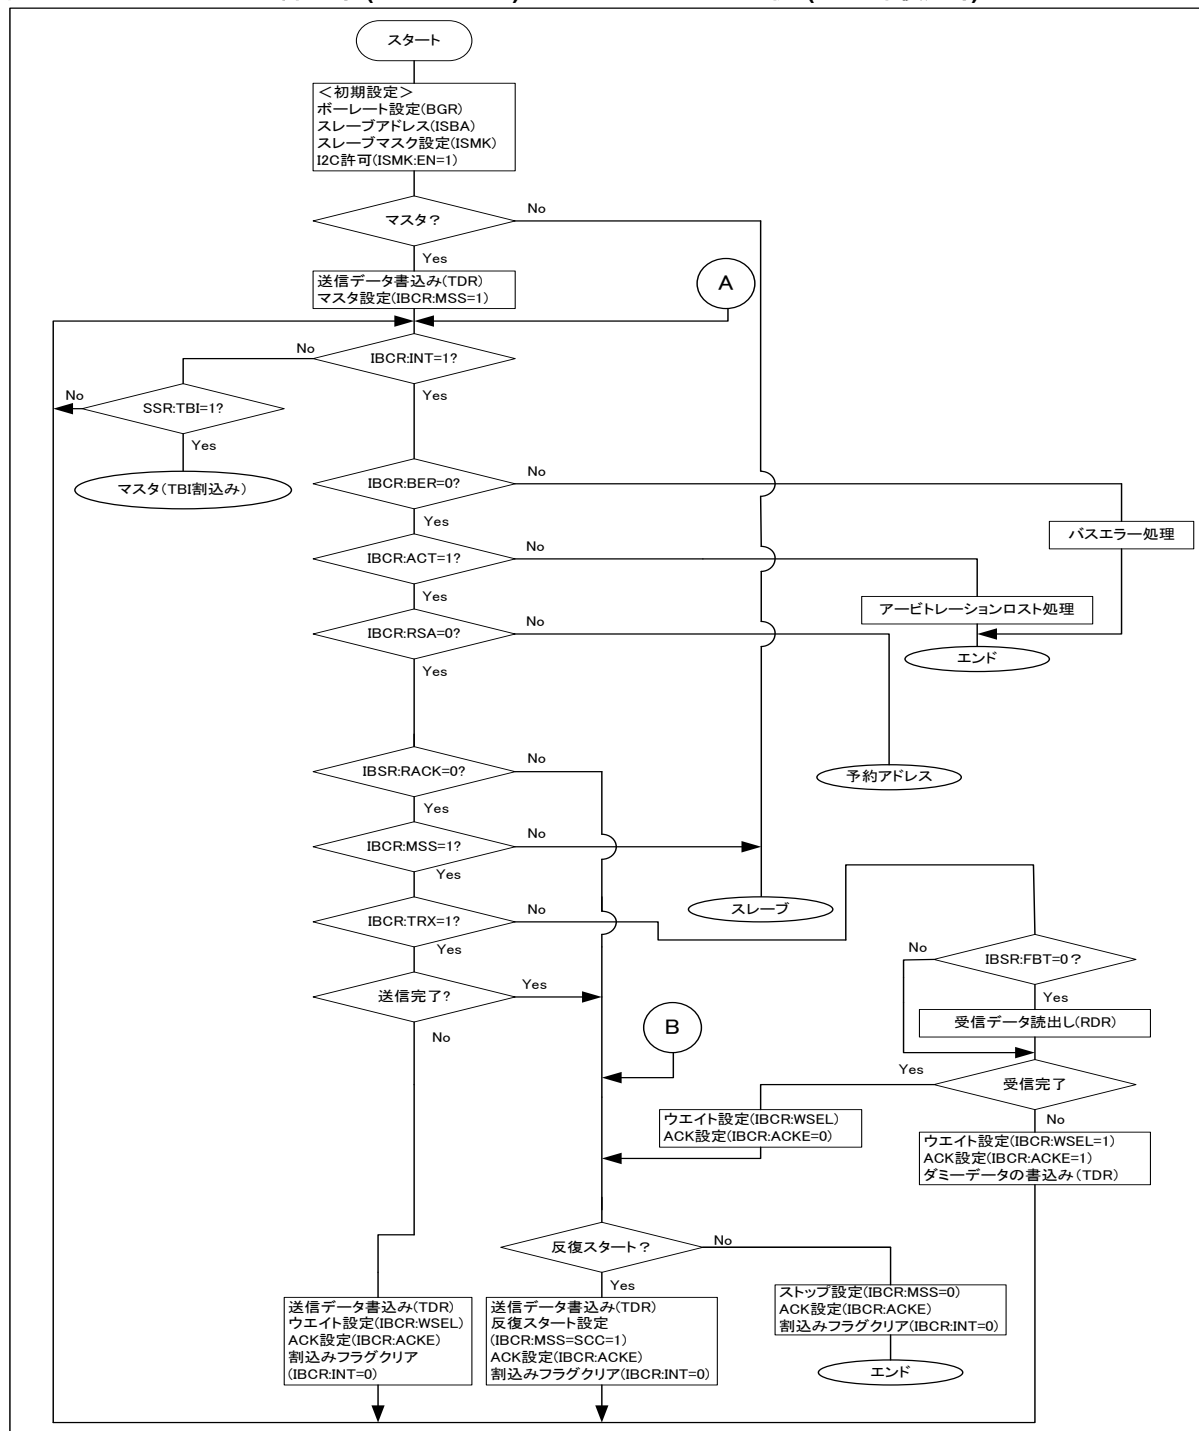 スタート
＜初期設定＞
ボーレート設定(BGR)
スレーブアドレス(ISBA)
スレーブマスク設定(ISMK)
I2C許可(ISMK:EN=1)
マスタ？
No
Yes
送信データ書込み(TDR)
マスタ設定(IBCR:MSS=1)
A
IBCR:INT=1?
No
Yes
SSR:TBI=1?
No
Yes
マスタ（TBI割込み）
IBCR:BER=0?
No
Yes
バスエラー処理
IBCR:ACT=1?
No
Yes
アービトレーションロスト処理
IBCR:RSA=0?
No
Yes
エンド
IBSR:RACK=0?
No
Yes
予約アドレス
IBCR:MSS=1?
No
Yes
スレーブ
IBCR:TRX=1?
No
Yes
IBSR:FBT=0？
No
Yes
送信完了?
Yes
No
受信データ読出し(RDR)
B
受信完了
Yes
No
ウエイト設定(IBCR:WSEL)
ACK設定(IBCR:ACKE=0)
ウエイト設定(IBCR:WSEL=1)
ACK設定(IBCR:ACKE=1)
ダミーデータの書込み（TDR）
反復スタート？
No
Yes
送信データ書込み(TDR)
ウエイト設定(IBCR:WSEL)
ACK設定(IBCR:ACKE)
割込みフラグクリア
(IBCR:INT=0)
送信データ書込み(TDR)
反復スタート設定
(IBCR:MSS=SCC=1)
ACK設定(IBCR:ACKE)
割込みフラグクリア(IBCR:INT=0)
ストップ設定(IBCR:MSS=0)
ACK設定(IBCR:ACKE)
割込みフラグクリア(IBCR:INT=0)
エンド